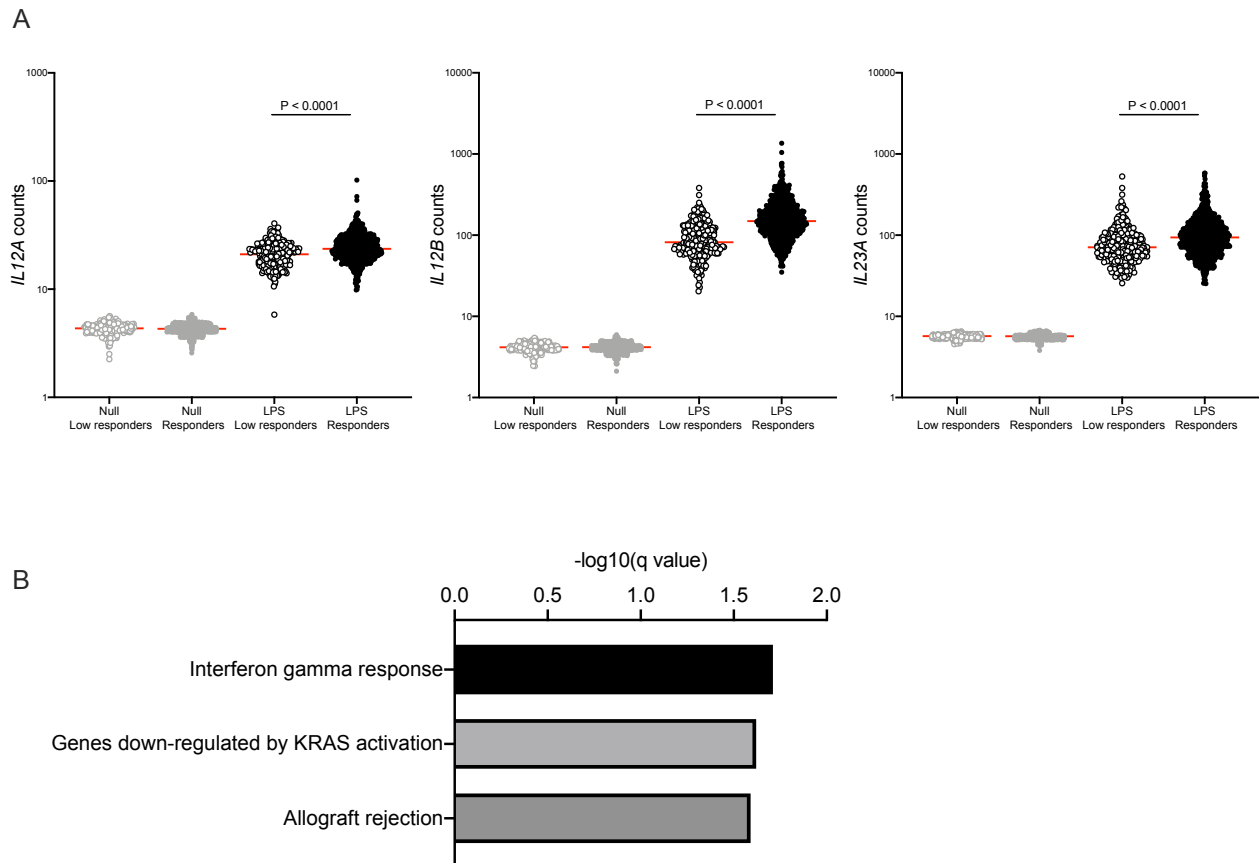 A
IL12A counts
1000
100
10
1
P < 0.0001
Null
Low responders
Null
Responders
LPS
Low responders
LPS
Responders
IL12B counts
10000
1000
100
10
1
P < 0.0001
Null
Low responders
Null
Responders
LPS
Low responders
LPS
Responders
IL23A counts
10000
1000
100
10
1
P < 0.0001
Null
Low responders
Null
Responders
LPS
Low responders
LPS
Responders
B
-log10(q value)
0.0 0.5 1.0 1.5 2.0
Interferon gamma response
Genes down-regulated by KRAS activation
Allograft rejection